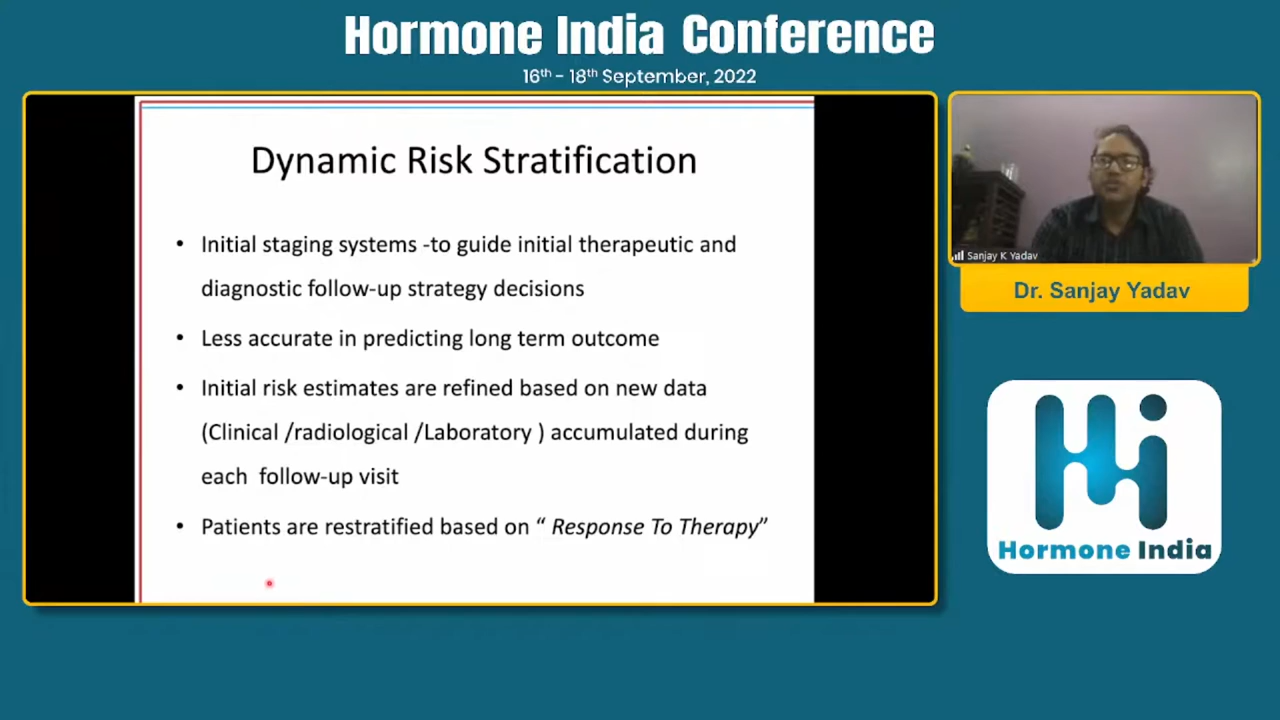 Hormone India Conference
16th - 18th September, 2022
Dynamic Risk Stratification
• Initial staging systems -to guide initial therapeutic and
diagnostic follow-up strategy decisions
• Less accurate in predicting long term outcome
• Initial risk estimates are refined based on new data
(Clinical /radiological /Laboratory ) accumulated during
each follow-up visit
• Patients are restratified based on “ Response To Therapy”
Sanjay K Yadav
Dr. Sanjay Yadav
Hormone India